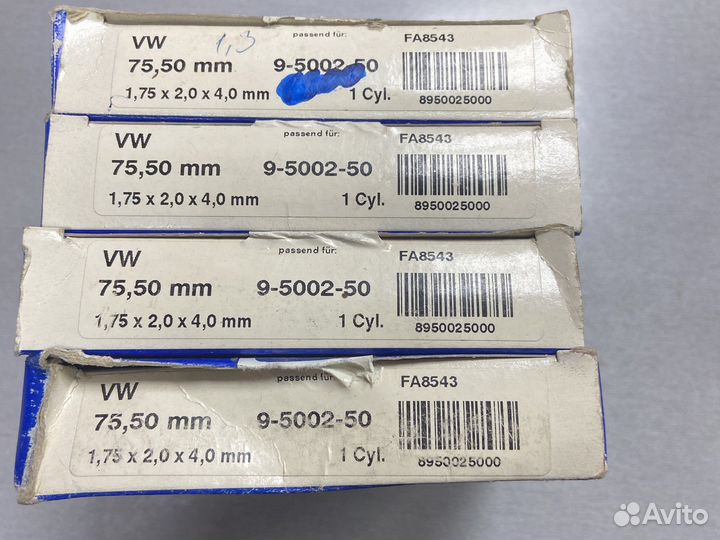 VW 1,3 passend für: FA8543
75,50 mm 9-5002-50
1,75 x 2,0 x 4,0 mm 1 Cyl. 8950025000
VW passend für: FA8543
75,50 mm 9-5002-50
1,75 x 2,0 x 4,0 mm 1 Cyl. 8950025000
VW passend für: FA8543
75,50 mm 9-5002-50
1,75 x 2,0 x 4,0 mm 1 Cyl. 8950025000
VW passend für: FA8543
75,50 mm 9-5002-50
1,75 x 2,0 x 4,0 mm 1 Cyl. 8950025000
Avito